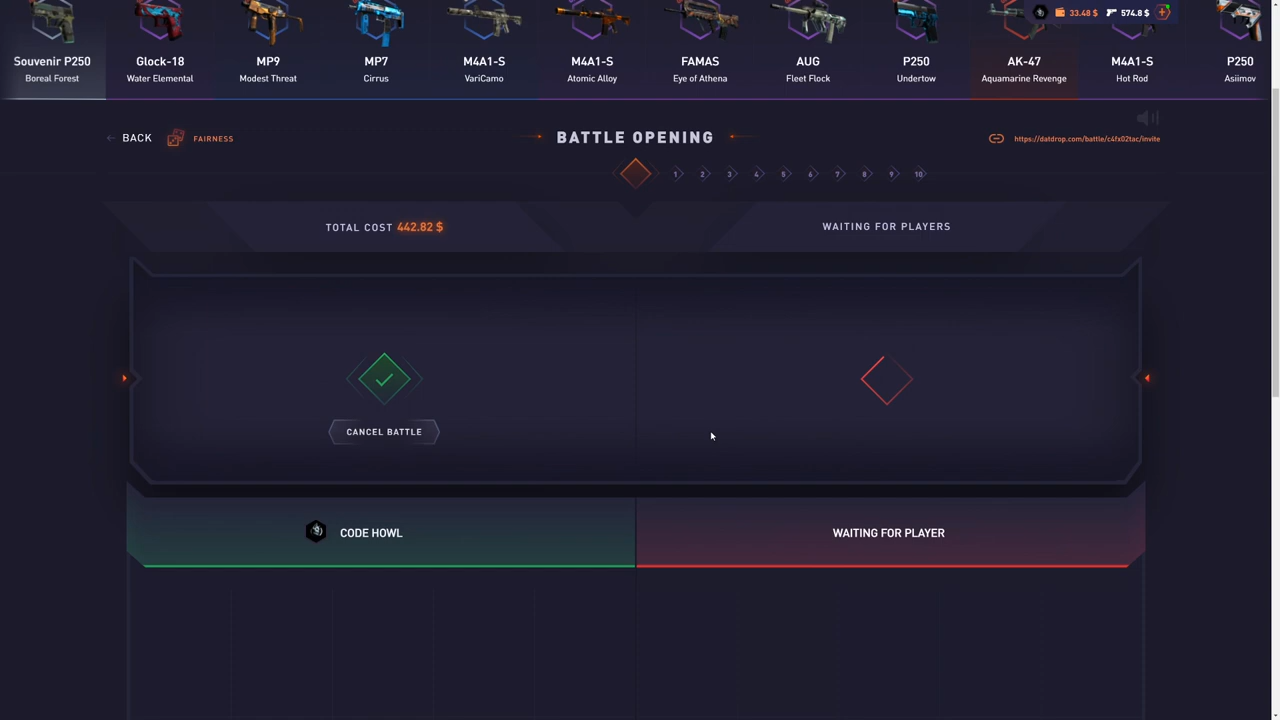 33.48 $ 574.8 $
Souvenir P250 Glock-18 MP9 MP7 M4A1-S M4A1-S FAMAS AUG P250 AK-47 M4A1-S P250
Boreal Forest Water Elemental Modest Threat Cirrus VariCamo Atomic Alloy Eye of Athena Fleet Flock Undertow Aquamarine Revenge Hot Rod Asiimov
BACK FAIRNESS BATTLE OPENING https://datdrop.com/battle/c4fx02tac/invite
1 2 3 4 5 6 7 8 9 10
TOTAL COST 442.82 $ WAITING FOR PLAYERS
CANCEL BATTLE
CODE HOWL WAITING FOR PLAYER